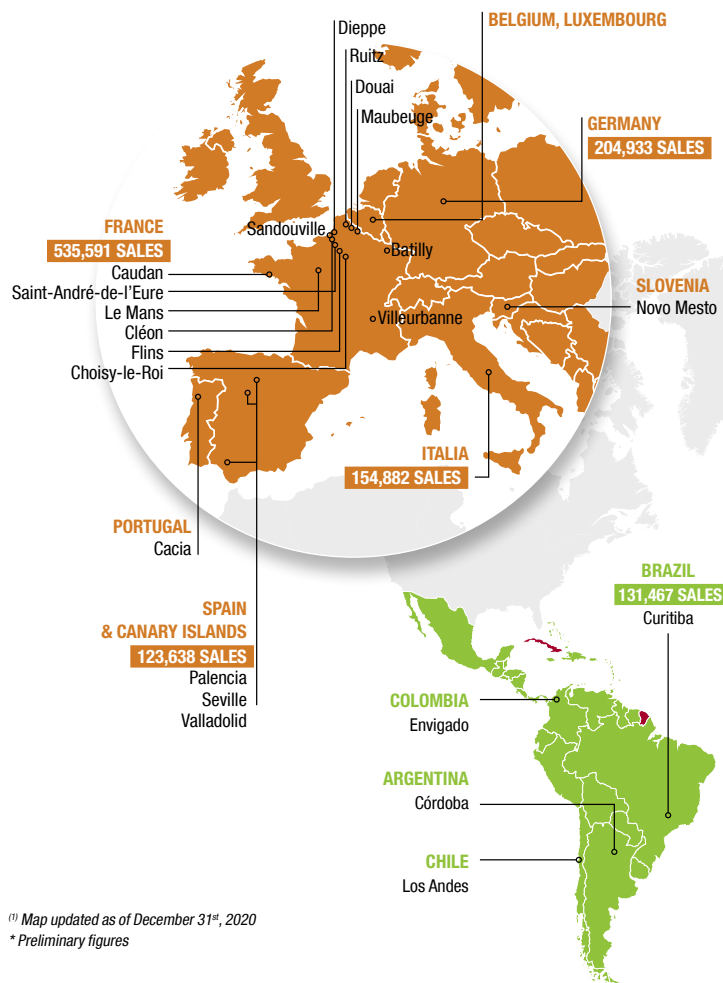 Dieppe
Ruitz
Douai
Maubeuge
BELGIUM, LUXEMBOURG
GERMANY
204,933 SALES
FRANCE
535,591 SALES
Sandouville
Batilly
Caudan
Saint-André-de-l'Eure
Le Mans
Cléon
Flins
Choisy-le-Roi
Villeurbanne
SLOVENIA
Novo Mesto
ITALIA
154,882 SALES
PORTUGAL
Cacia
SPAIN
& CANARY ISLANDS
123,638 SALES
Palencia
Seville
Valladolid
BRAZIL
131,467 SALES
Curitiba
COLOMBIA
Envigado
ARGENTINA
Córdoba
CHILE
Los Andes
(1) Map updated as of December 31st, 2020
* Preliminary figures